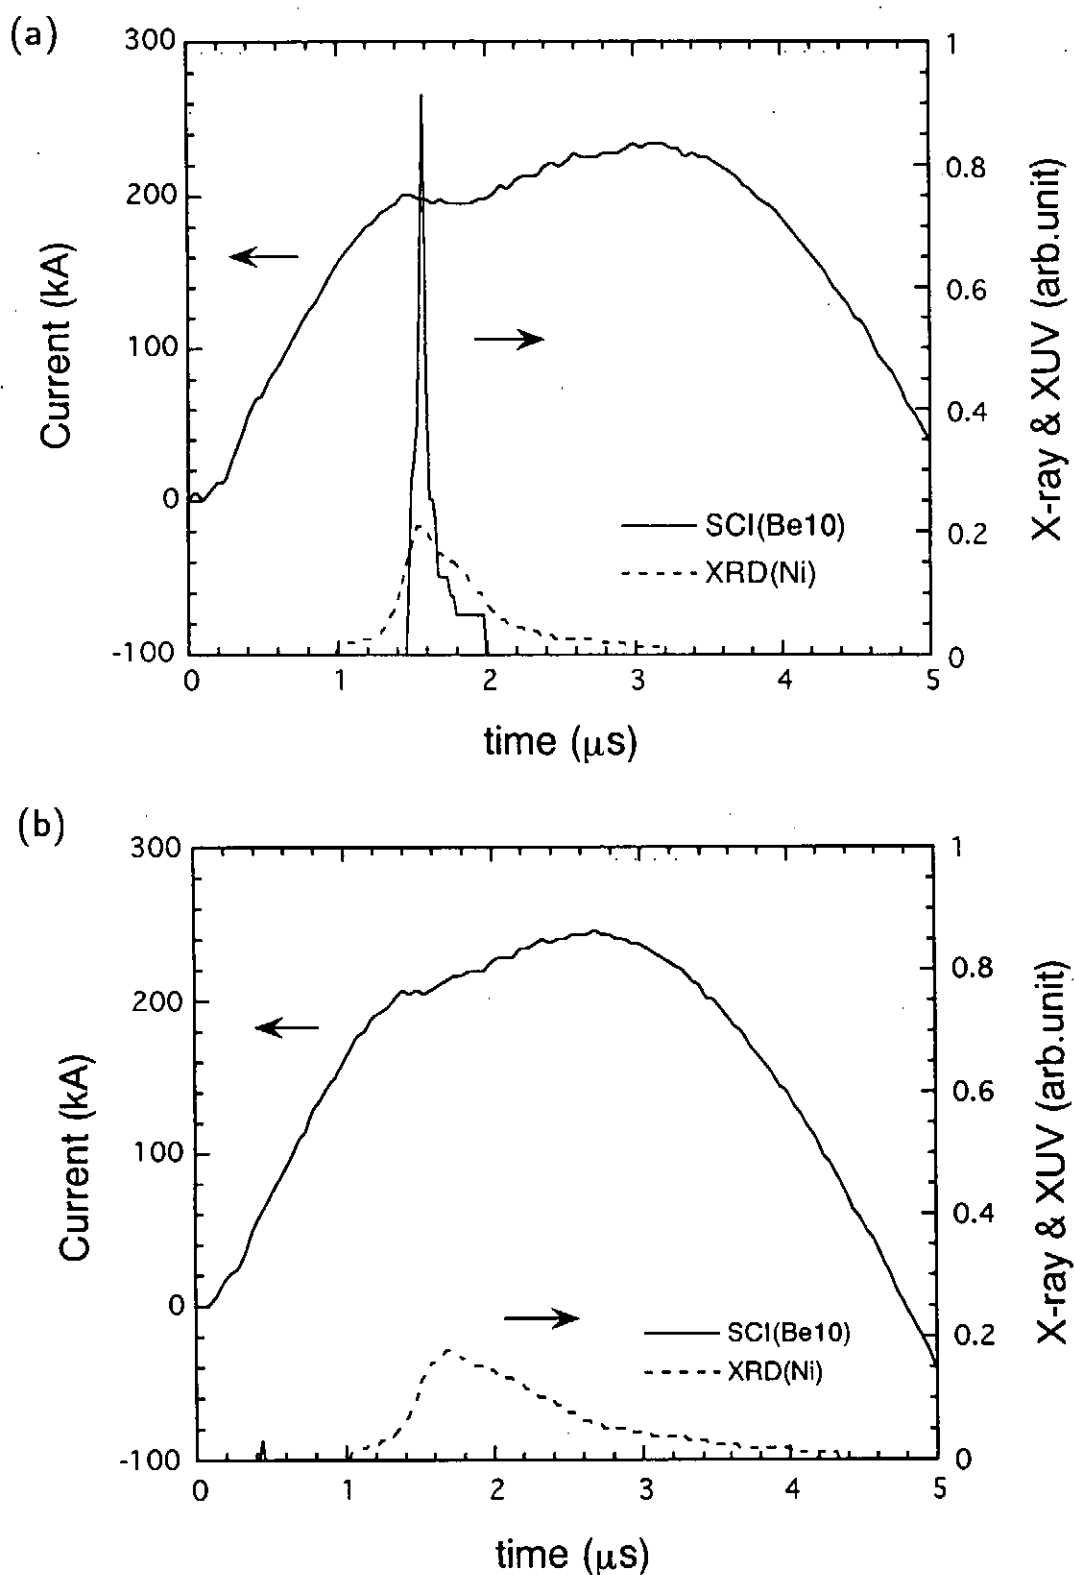 (a)
300
200
100
0
-100
Current (kA)
1
0.8
0.6
0.4
0.2
0
X-ray & XUV (arb.unit)
SCI(Be10)
XRD(Ni)
0 1 2 3 4 5
time (μs)
(b)
300
200
100
0
-100
Current (kA)
1
0.8
0.6
0.4
0.2
0
X-ray & XUV (arb.unit)
SCI(Be10)
XRD(Ni)
0 1 2 3 4 5
time (μs)